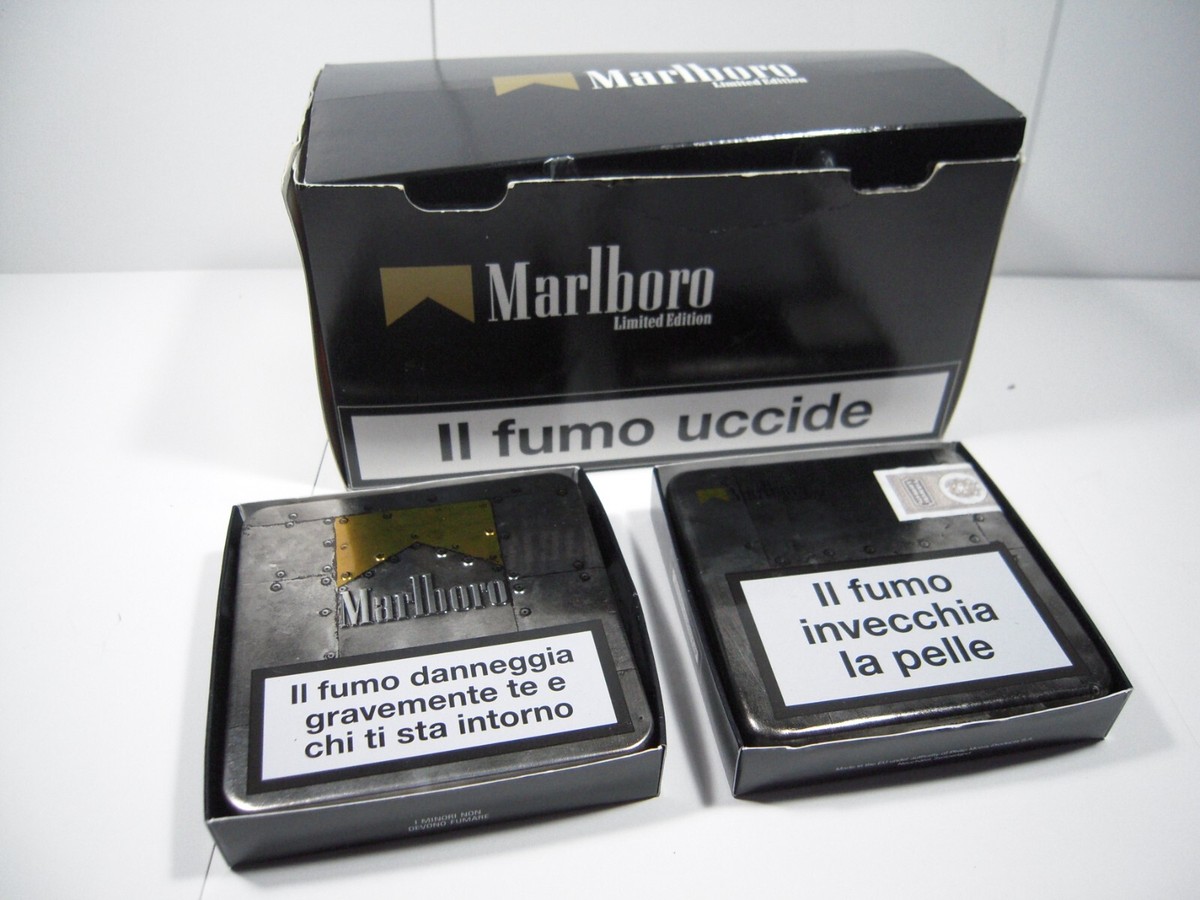 Marlboro
Limited Edition
Marlboro
Limited Edition
Il fumo uccide
Marlboro
Il fumo danneggia
gravemente te e
chi ti sta intorno
I MINORI NON
DEVONO FUMARE
Marlboro
Il fumo
invecchia
la pelle